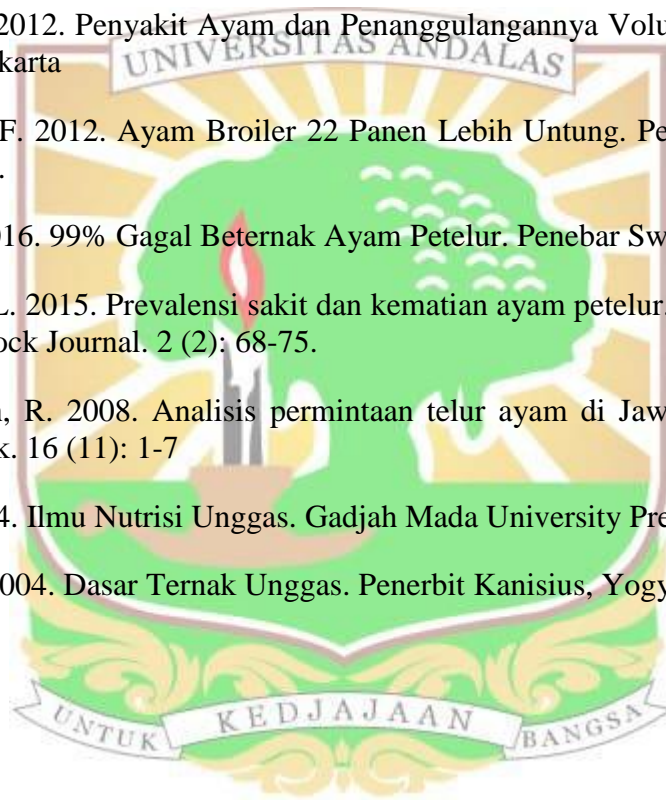 2012. Penyakit Ayam dan Penanggulangannya Volu
karta
UNIVERSITAS ANDALAS
F. 2012. Ayam Broiler 22 Panen Lebih Untung. Pe
.
016. 99% Gagal Beternak Ayam Petelur. Penebar Sw
L. 2015. Prevalensi sakit dan kematian ayam petelur.
ock Journal. 2 (2): 68-75.
n, R. 2008. Analisis permintaan telur ayam di Jaw
k. 16 (11): 1-7
4. Ilmu Nutrisi Unggas. Gadjah Mada University Pre
004. Dasar Ternak Unggas. Penerbit Kanisius, Yogy
UNTUK KEDJAJAAN BANGSA